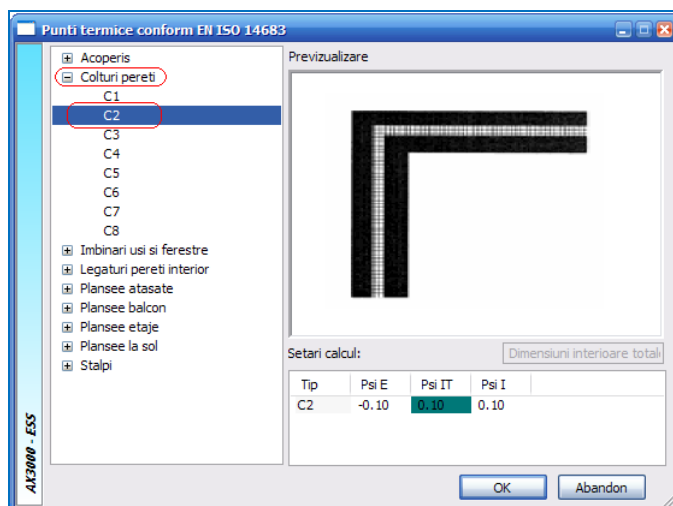 Punti termice conform EN ISO 14683
Acoperis
Colturi pereti
C1
C2
C3
C4
C5
C6
C7
C8
Imbinari usi si ferestre
Legaturi pereti interior
Plansee atasate
Plansee balcon
Plansee etaje
Plansee la sol
Stalpi
AX3000 - ESS
Previzualizare
Setari calcul:
Dimensiuni interioare total
Tip Psi E Psi IT Psi I
C2 -0.10 0.10 0.10
OK Abandon